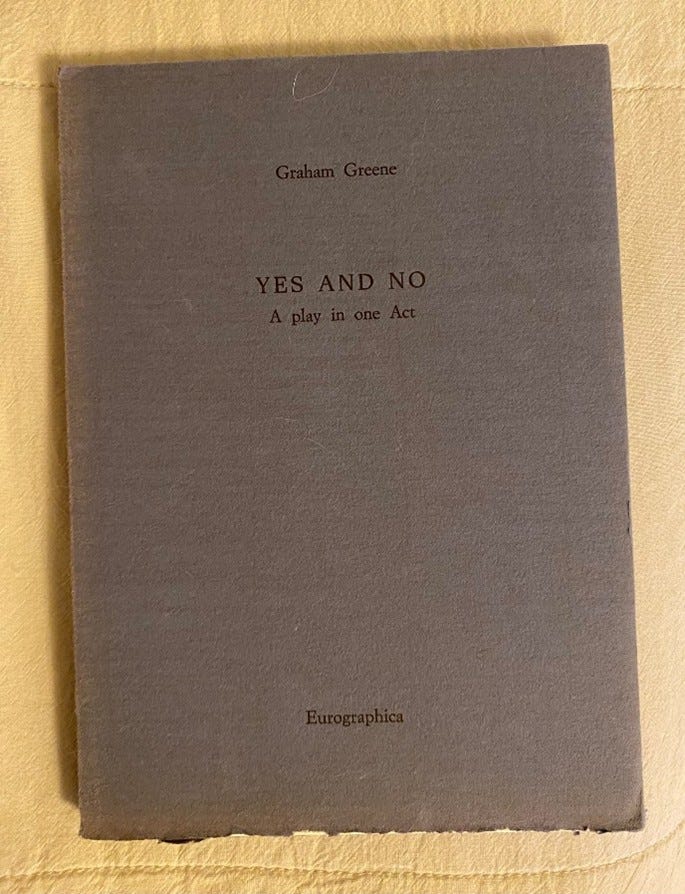 Graham Greene
YES AND NO
A play in one Act
Eurographica